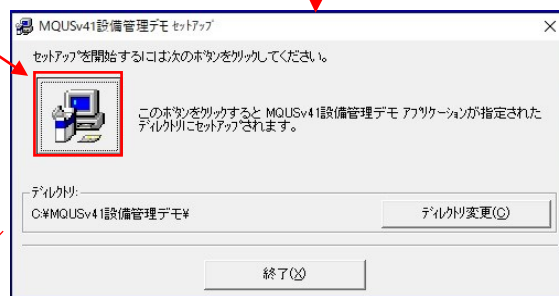 MQUSv41設備管理デモ セットアップ
セットアップを開始するには次のボタンをクリックしてください。
このボタンをクリックすると MQUSv41設備管理デモ アプリケーションが指定された
ディレクトリにセットアップされます。
ディレクトリ:
C:¥MQUSv41設備管理デモ¥
ディレクトリ変更(C)
終了(X)